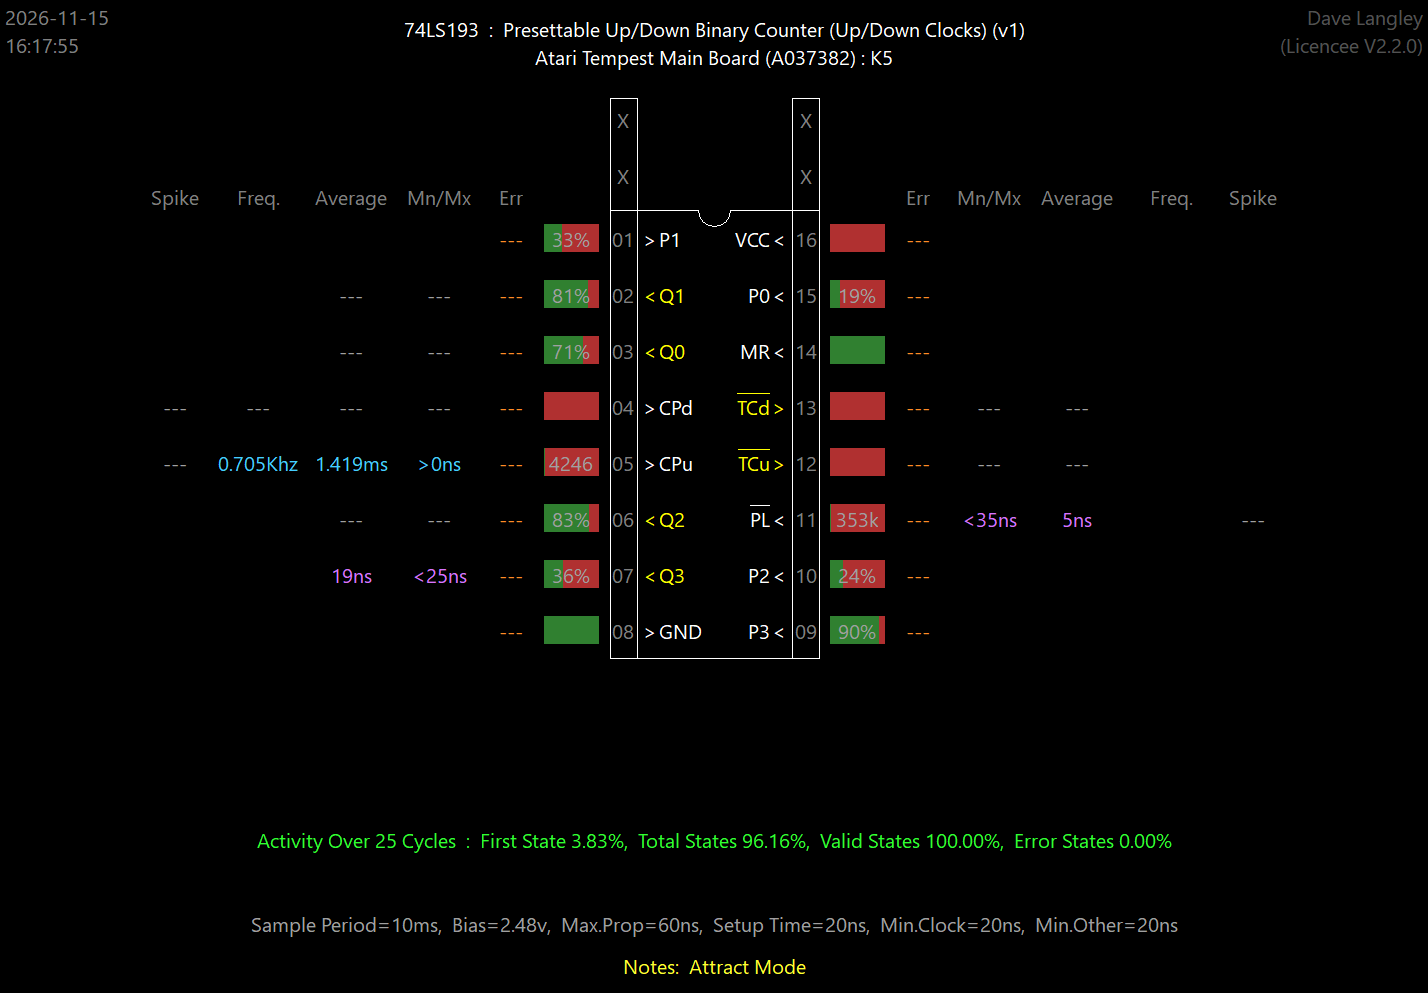 2026-11-15
16:17:55
74LS193 : Presettable Up/Down Binary Counter (Up/Down Clocks) (v1)
Atari Tempest Main Board (A037382) : K5
Dave Langley
(Licencee V2.2.0)
X X
X X
Spike Freq. Average Mn/Mx Err Err Mn/Mx Average Freq. Spike
--- 33% 01 > P1 VCC < 16 ---
--- --- --- 81% 02 < Q1 P0 < 15 19% ---
--- --- --- 71% 03 < Q0 MR < 14 ---
--- --- --- --- --- 04 > CPd TCd > 13 --- --- ---
--- 0.705Khz 1.419ms >0ns --- 4246 05 > CPu TCu > 12 --- --- ---
--- --- --- 83% 06 < Q2 PL < 11 353k --- <35ns 5ns ---
19ns <25ns --- 36% 07 < Q3 P2 < 10 24% ---
--- 08 > GND P3 < 09 90% ---
Activity Over 25 Cycles : First State 3.83%, Total States 96.16%, Valid States 100.00%, Error States 0.00%
Sample Period=10ms, Bias=2.48v, Max.Prop=60ns, Setup Time=20ns, Min.Clock=20ns, Min.Other=20ns
Notes: Attract Mode